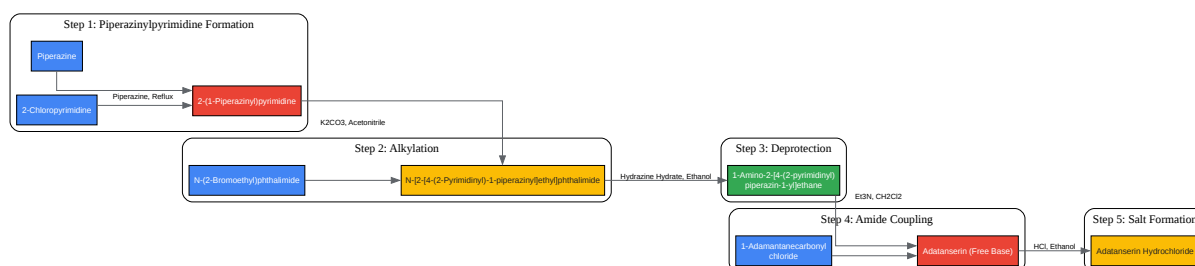 Step 1: Piperazinylpyrimidine Formation
Piperazine
2-Chloropyrimidine
Piperazine, Reflux
2-(1-Piperazinyl)pyrimidine
K2CO3, Acetonitrile
Step 2: Alkylation
N-(2-Bromoethyl)phthalimide
N-[2-[4-(2-Pyrimidinyl)-1-piperazinyl]ethyl]phthalimide
Hydrazine Hydrate, Ethanol
Step 3: Deprotection
1-Amino-2-[4-(2-pyrimidinyl)
piperazin-1-yl]ethane
Et3N, CH2Cl2
Step 4: Amide Coupling
1-Adamantanecarbonyl
chloride
Adatanserin (Free Base)
HCl, Ethanol
Step 5: Salt Formation
Adatanserin Hydrochloride